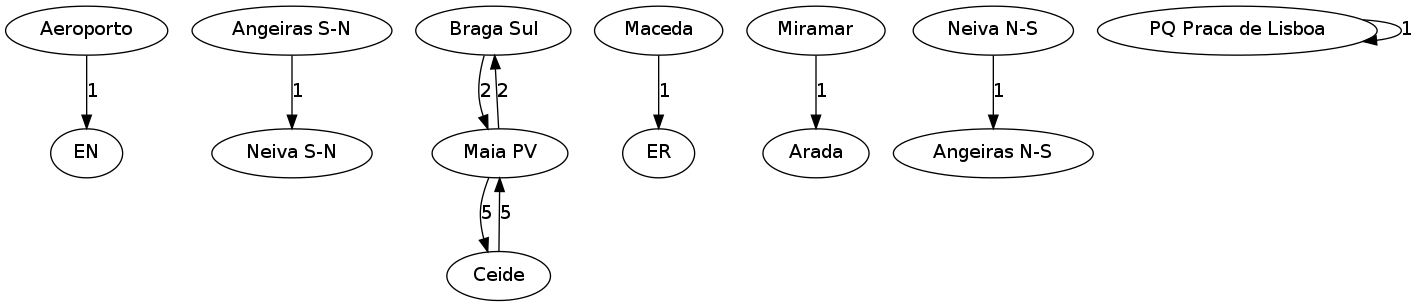 Aeroporto
Angeiras S-N
Braga Sul
Maceda
Miramar
Neiva N-S
PQ Praca de Lisboa
1
1
1
2
2
1
1
1
EN
Neiva S-N
Maia PV
ER
Arada
Angeiras N-S
5
5
Ceide